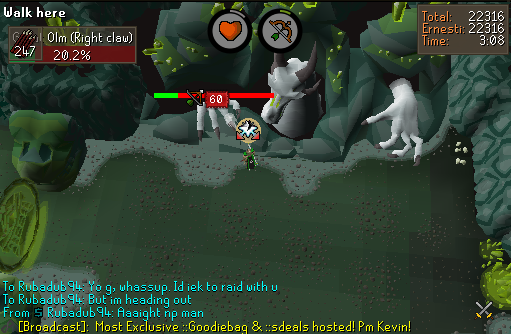 Walk here
Total: 22316
Olm (Right claw)
Ernesti: 22316
247
20.2%
Time: 3:08
60
To Rubadub94: Yo g, whassup. Id iek to raid with u
To Rubadub94: But im heading out
From S Rubadub94: Aaaight np man
[Broadcast]: Most Exclusive ::Goodiebag & ::sdeals hosted! Pm Kevin!